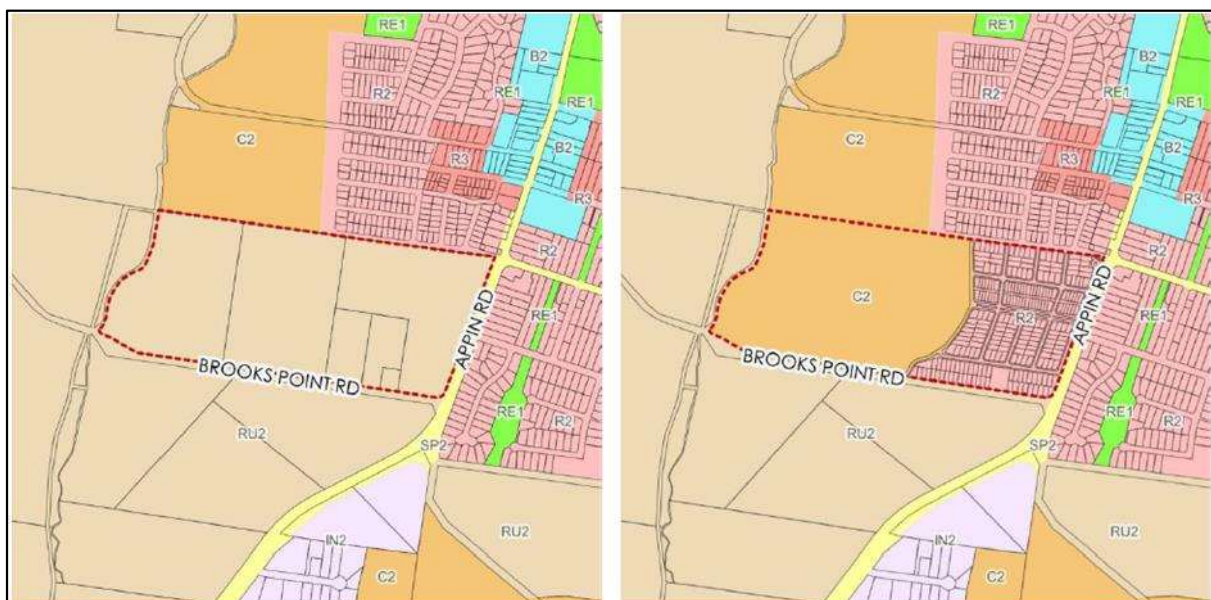 RE1
B2
R2
RE1
RE1
C2
R3
B2
R3
R2
APPIN RD
RE1
BROOKS POINT RD
RE1
R2
RU2
SP2
IN2
RU2
C2
RE1
B2
R2
RE1
RE1
C2
R3
B2
R3
R2
C2
R2
APPIN RD
RE1
BROOKS POINT RD
RE1
R2
RU2
SP2
IN2
RU2
C2